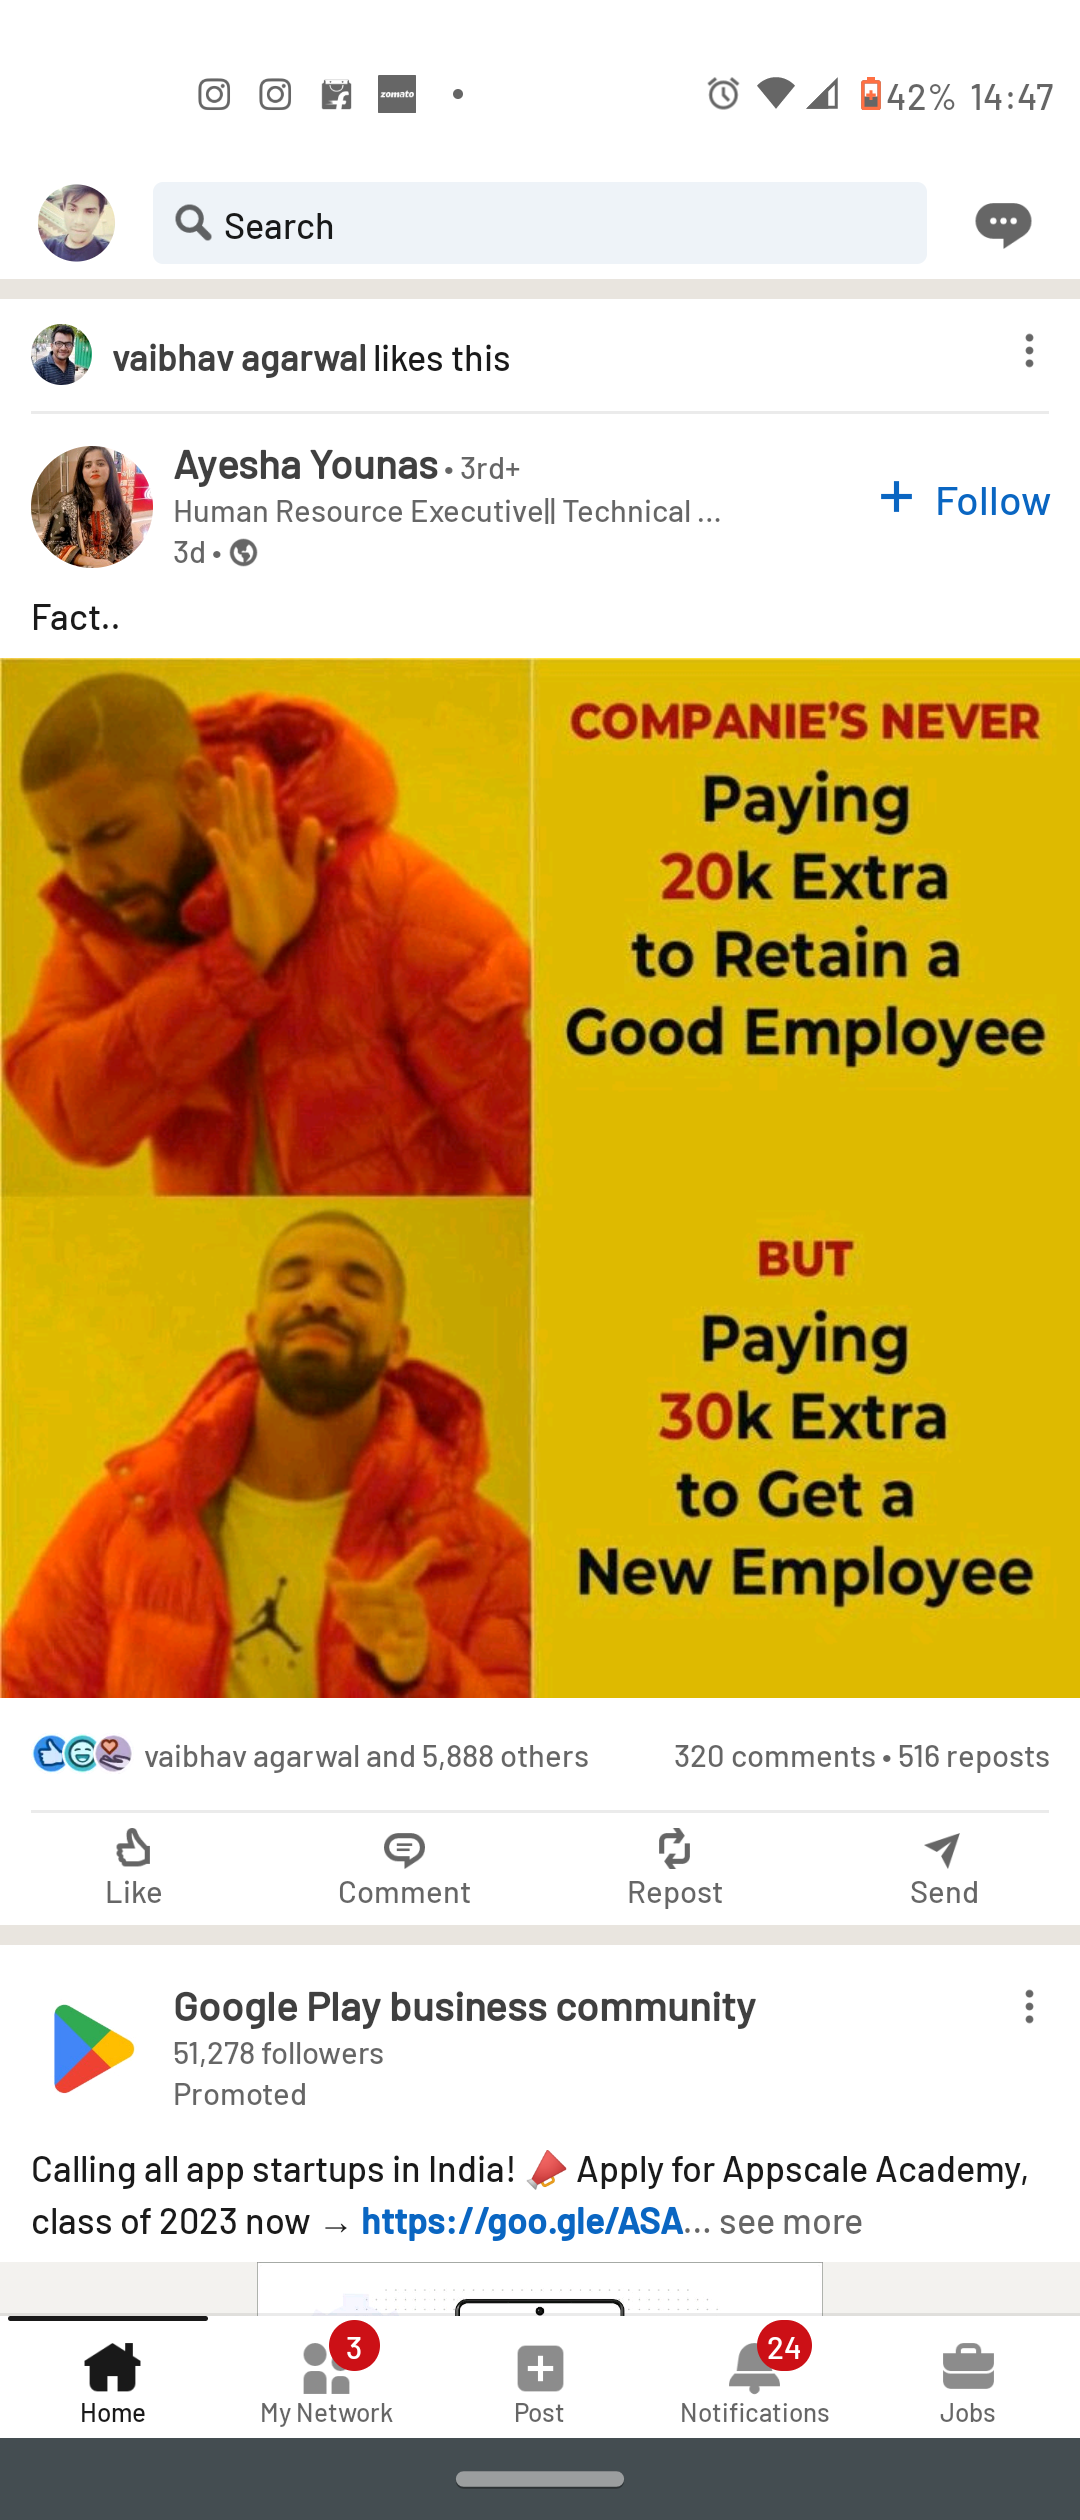 zomato
42% 14:47
Search
vaibhav agarwal likes this
Ayesha Younas • 3rd+
Human Resource Executive|| Technical ...
3d •
+ Follow
Fact..
COMPANIE'S NEVER
Paying
20k Extra
to Retain a
Good Employee
BUT
Paying
30k Extra
to Get a
New Employee
vaibhav agarwal and 5,888 others
320 comments • 516 reposts
Like
Comment
Repost
Send
Google Play business community
51,278 followers
Promoted
Calling all app startups in India! 📣 Apply for Appscale Academy,
class of 2023 now → https://goo.gle/ASA... see more
3
24
Home
My Network
Post
Notifications
Jobs